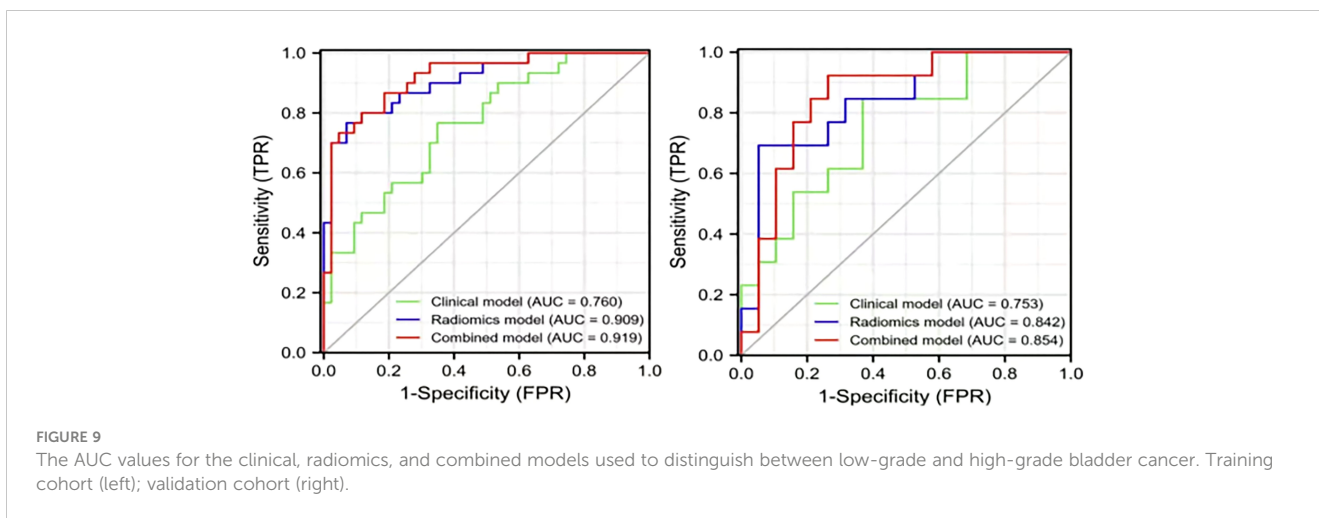 1.0
0.8
0.6
0.4
0.2
0.0
Sensitivity (TPR)
Clinical model (AUC = 0.760)
Radiomics model (AUC = 0.909)
Combined model (AUC = 0.919)
0.0 0.2 0.4 0.6 0.8 1.0
1-Specificity (FPR)
1.0
0.8
0.6
0.4
0.2
0.0
Sensitivity (TPR)
Clinical model (AUC = 0.753)
Radiomics model (AUC = 0.842)
Combined model (AUC = 0.854)
0.0 0.2 0.4 0.6 0.8 1.0
1-Specificity (FPR)
FIGURE 9
The AUC values for the clinical, radiomics, and combined models used to distinguish between low-grade and high-grade bladder cancer. Training
cohort (left); validation cohort (right).